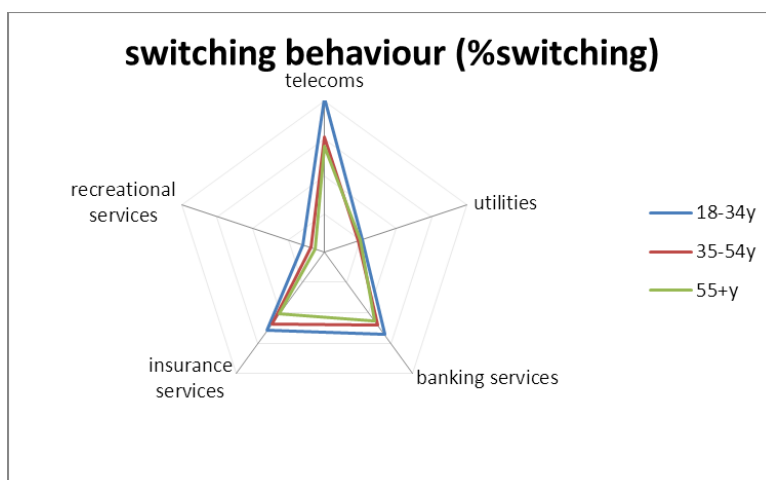 switching behaviour (%switching)
telecoms
recreational
services
utilities
18-34y
35-54y
55+y
insurance
services
banking services